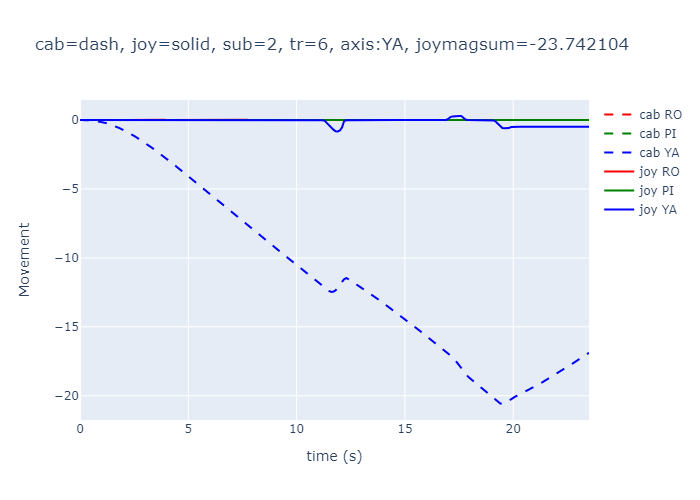 cab=dash, joy=solid, sub=2, tr=6, axis:YA, joymagsum=-23.742104
cab RO
cab PI
cab YA
joy RO
joy PI
joy YA
Movement
0
−5
−10
−15
−20
0
5
10
15
20
time (s)